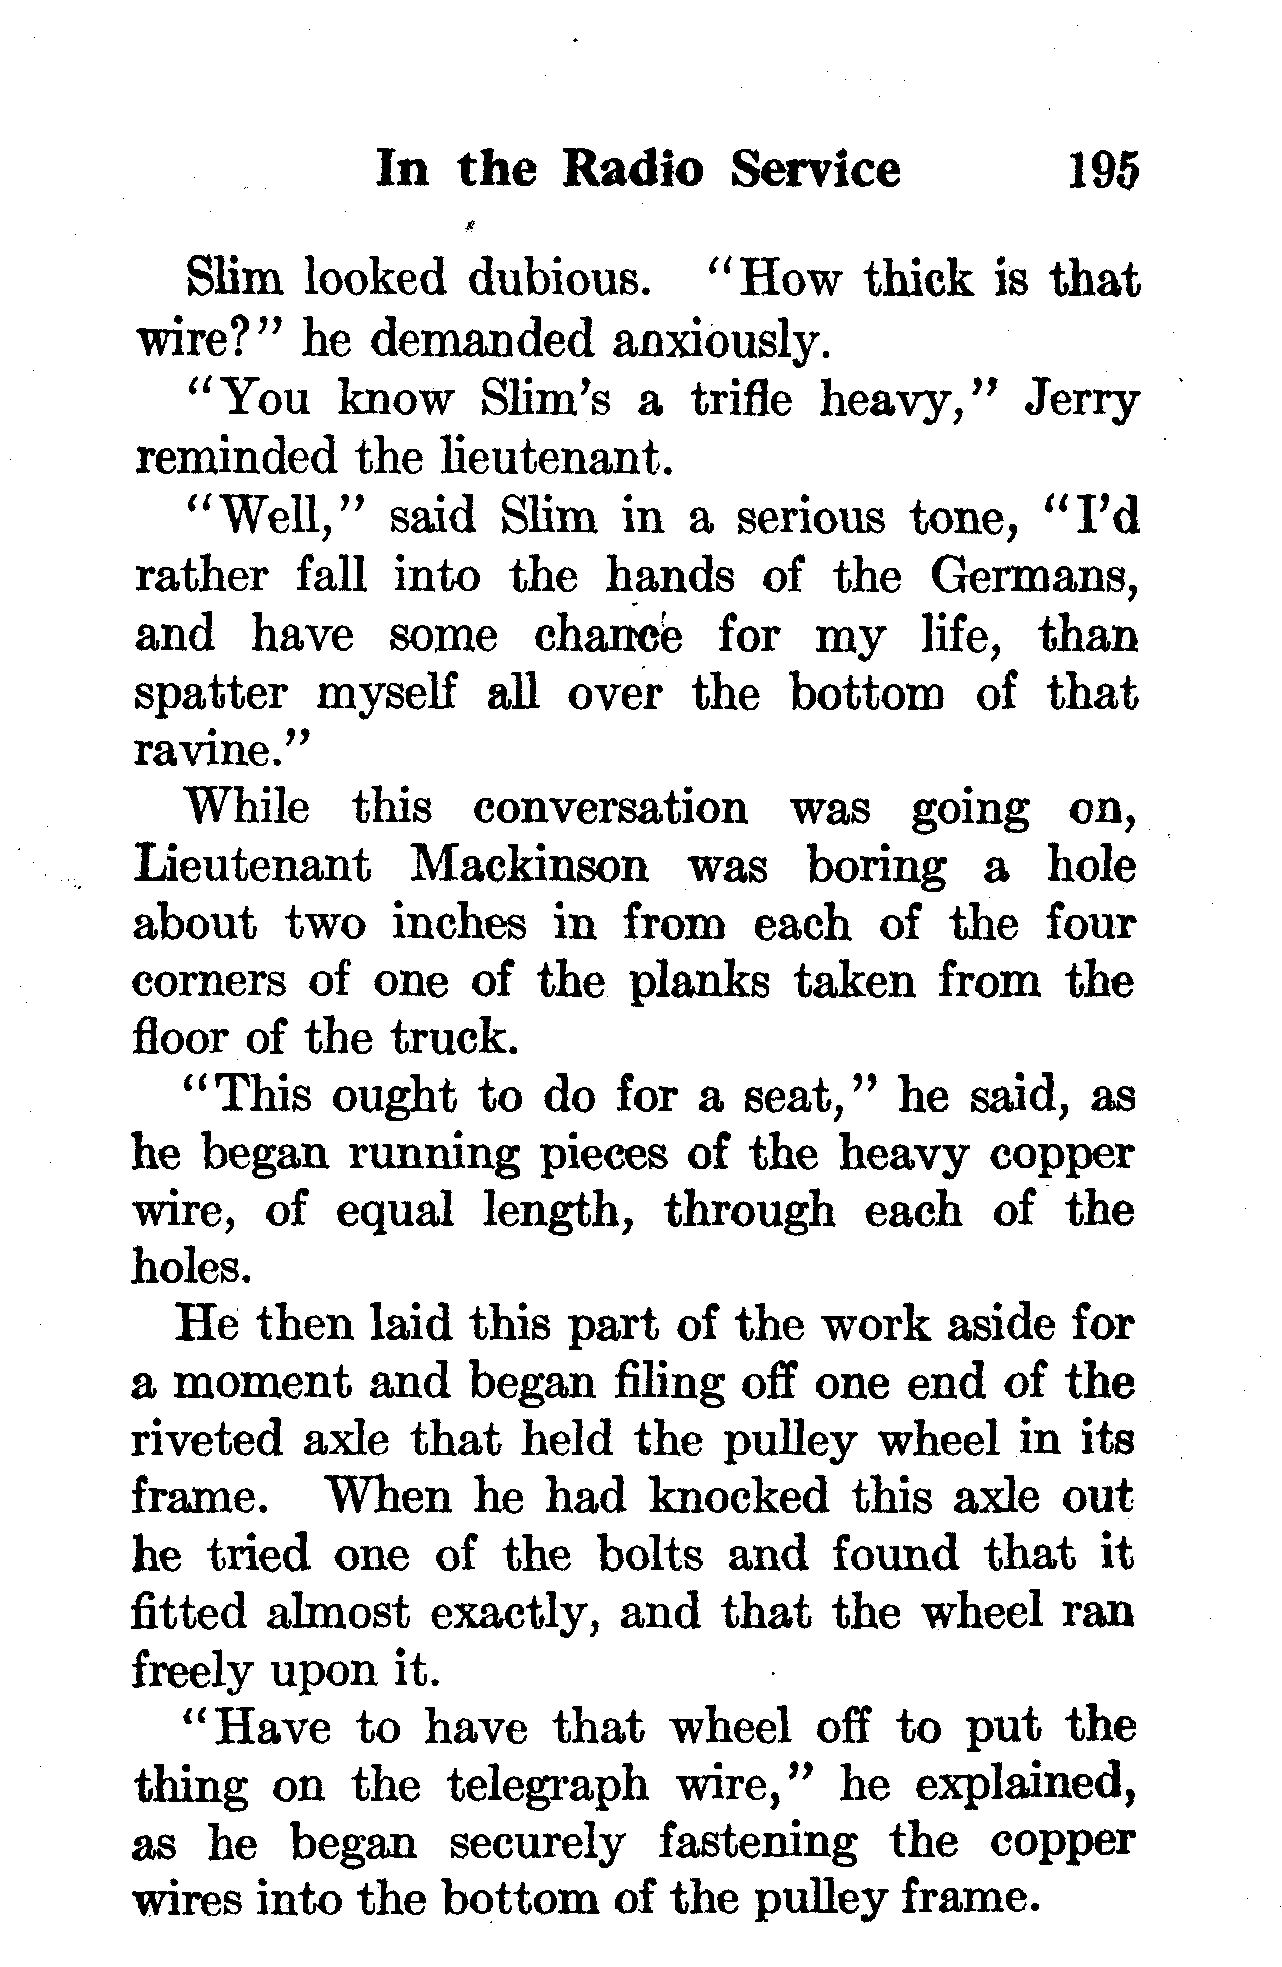 In the Radio Service 195
Slim looked dubious. "How thick is that
wire?" he demanded anxiously.
"You know Slim's a trifle heavy," Jerry
reminded the lieutenant.
"Well," said Slim in a serious tone, "I'd
rather fall into the hands of the Germans,
and have some chance for my life, than
spatter myself all over the bottom of that
ravine."
While this conversation was going on,
Lieutenant Mackinson was boring a hole
about two inches in from each of the four
corners of one of the planks taken from the
floor of the truck.
"This ought to do for a seat," he said, as
he began running pieces of the heavy copper
wire, of equal length, through each of the
holes.
He then laid this part of the work aside for
a moment and began filing off one end of the
riveted axle that held the pulley wheel in its
frame. When he had knocked this axle out
he tried one of the bolts and found that it
fitted almost exactly, and that the wheel ran
freely upon it.
"Have to have that wheel off to put the
thing on the telegraph wire," he explained,
as he began securely fastening the copper
wires into the bottom of the pulley frame.